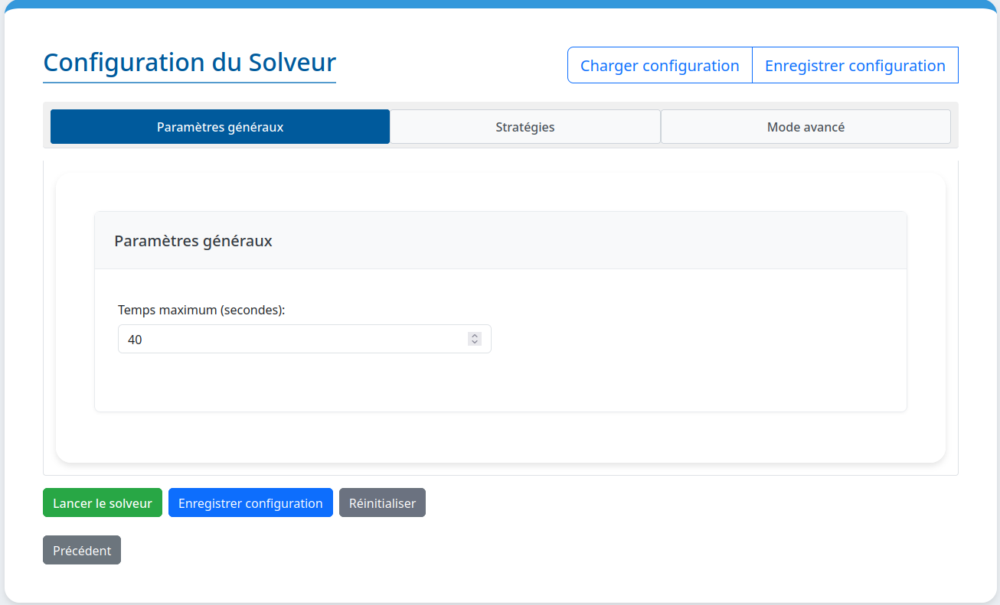 Configuration du Solveur
Charger configuration
Enregistrer configuration
Paramètres généraux
Stratégies
Mode avancé
Paramètres généraux
Temps maximum (secondes):
40
Lancer le solveur
Enregistrer configuration
Réinitialiser
Précédent